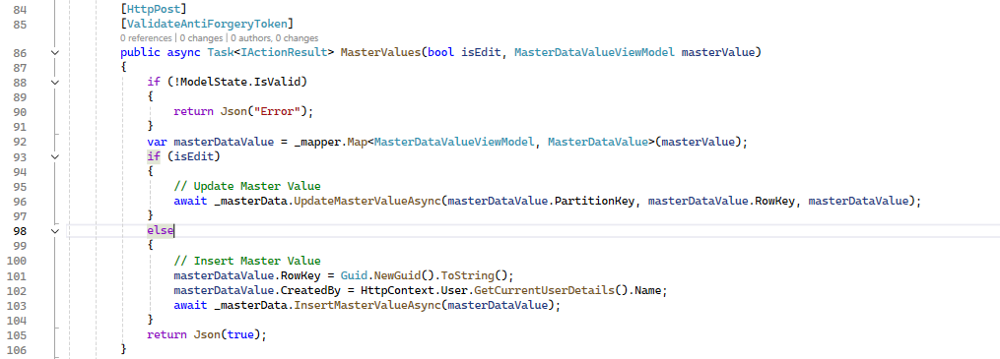 84 [HttpPost]
85 [ValidateAntiForgeryToken]
0 references | 0 changes | 0 authors, 0 changes
86 public async Task<IActionResult> MasterValues(bool isEdit, MasterDataValueViewModel masterValue)
87 {
88 if (!ModelState.IsValid)
89 {
90 return Json("Error");
91 }
92 var masterDataValue = _mapper.Map<MasterDataValueViewModel, MasterDataValue>(masterValue);
93 if (isEdit)
94 {
95 // Update Master Value
96 await _masterData.UpdateMasterValueAsync(masterDataValue.PartitionKey, masterDataValue.RowKey, masterDataValue);
97 }
98 else
99 {
100 // Insert Master Value
101 masterDataValue.RowKey = Guid.NewGuid().ToString();
102 masterDataValue.CreatedBy = HttpContext.User.GetCurrentUserDetails().Name;
103 await _masterData.InsertMasterValueAsync(masterDataValue);
104 }
105 return Json(true);
106 }